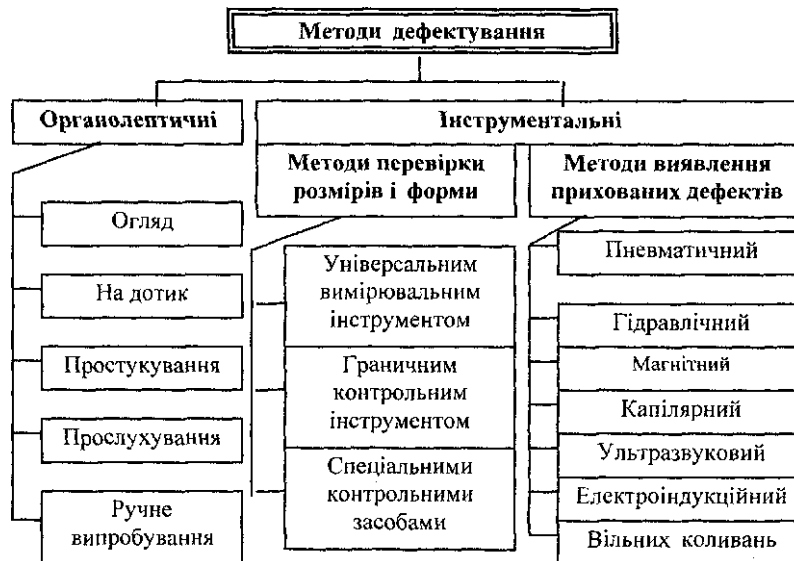 Методи дефектування
Органолептичні
Огляд
На дотик
Простукування
Прослухування
Ручне
випробування
Інструментальні
Методи перевірки
розмірів і форми
Універсальним
вимірювальним
інструментом
Граничним
контрольним
інструментом
Спеціальними
контрольними
засобами
Методи виявлення
прихованих дефектів
Пневматичний
Гідравлічний
Магнітний
Капілярний
Ультразвуковий
Електроіндукційний
Вільних коливань